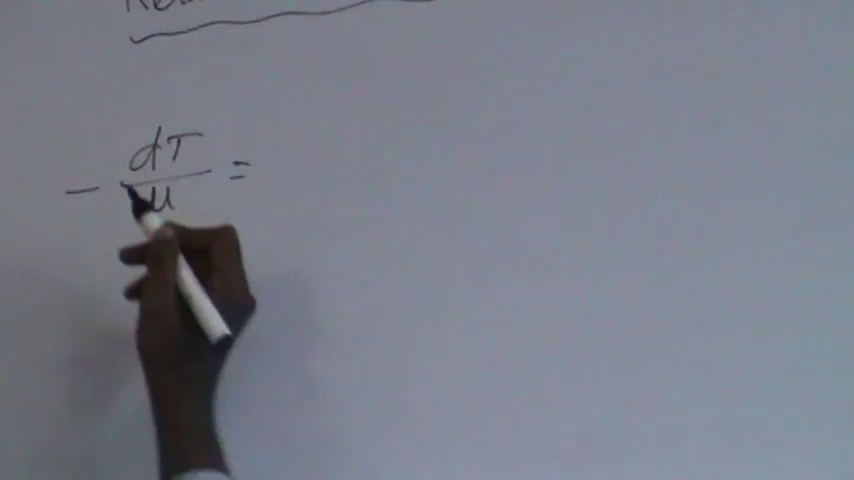 - dT =
u